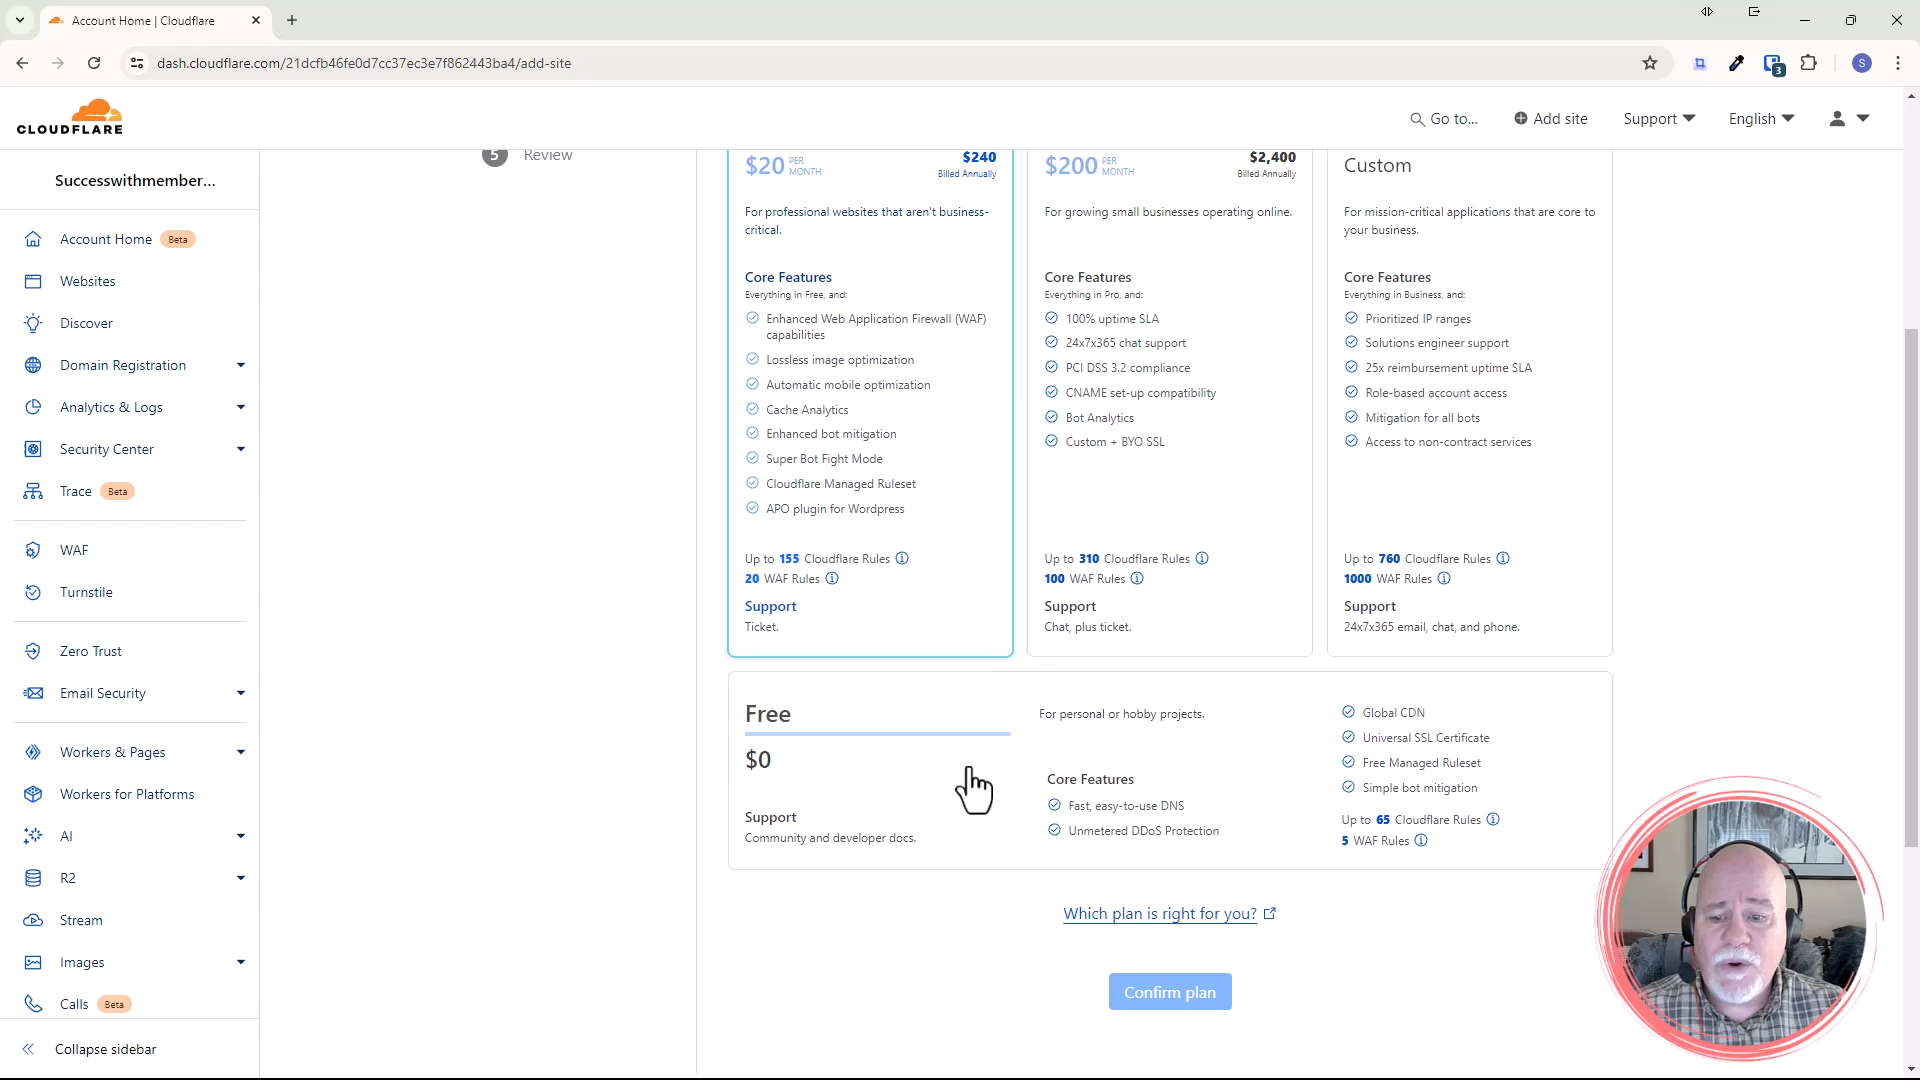 Account Home | Cloudflare
dash.cloudflare.com/21dcfb46fe0d7cc37ec3e7f862443ba4/add-site
3
S
CLOUDFLARE
Go to...
Add site
Support
English
Successwithmember...
Account Home Beta
Websites
Discover
Domain Registration
Analytics & Logs
Security Center
Trace Beta
WAF
Turnstile
Zero Trust
Email Security
Workers & Pages
Workers for Platforms
AI
R2
Stream
Images
Calls Beta
Collapse sidebar
5 Review
$20 PER MONTH
$240
Billed Annually
For professional websites that aren't business-
critical.
Core Features
Everything in Free, and:
Enhanced Web Application Firewall (WAF)
capabilities
Lossless image optimization
Automatic mobile optimization
Cache Analytics
Enhanced bot mitigation
Super Bot Fight Mode
Cloudflare Managed Ruleset
APO plugin for Wordpress
Up to 155 Cloudflare Rules
20 WAF Rules
Support
Ticket.
$200 PER MONTH
$2,400
Billed Annually
For growing small businesses operating online.
Core Features
Everything in Pro, and:
100% uptime SLA
24x7x365 chat support
PCI DSS 3.2 compliance
CNAME set-up compatibility
Bot Analytics
Custom + BYO SSL
Up to 310 Cloudflare Rules
100 WAF Rules
Support
Chat, plus ticket.
Custom
For mission-critical applications that are core to
your business.
Core Features
Everything in Business, and:
Prioritized IP ranges
Solutions engineer support
25x reimbursement uptime SLA
Role-based account access
Mitigation for all bots
Access to non-contract services
Up to 760 Cloudflare Rules
1000 WAF Rules
Support
24x7x365 email, chat, and phone.
Free
$0
Support
Community and developer docs.
For personal or hobby projects.
Core Features
Fast, easy-to-use DNS
Unmetered DDoS Protection
Global CDN
Universal SSL Certificate
Free Managed Ruleset
Simple bot mitigation
Up to 65 Cloudflare Rules
5 WAF Rules
Which plan is right for you?
Confirm plan